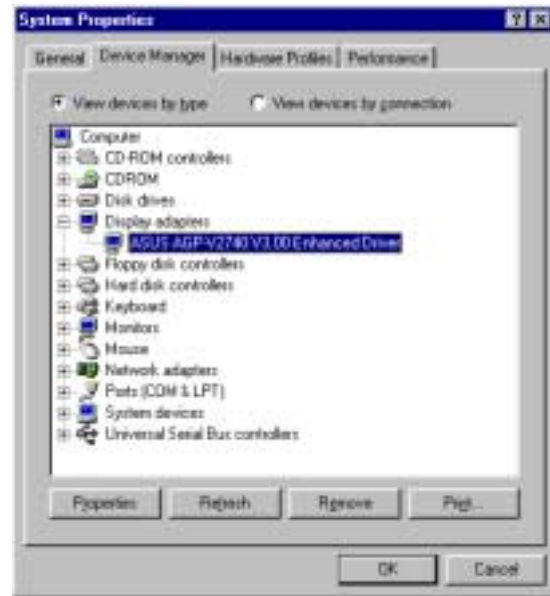 System Properties
General
Device Manager
Hardware Profiles
Performance
View devices by type
View devices by connection
Computer
CD-ROM controllers
CDROM
Disk drives
Display adapters
ASUS AGP-V2740 V3.00 Enhanced Driver
Floppy disk controllers
Hard disk controllers
Keyboard
Monitors
Mouse
Network adapters
Ports (COM & LPT)
System devices
Universal Serial Bus controllers
Properties
Refresh
Remove
Print...
OK
Cancel